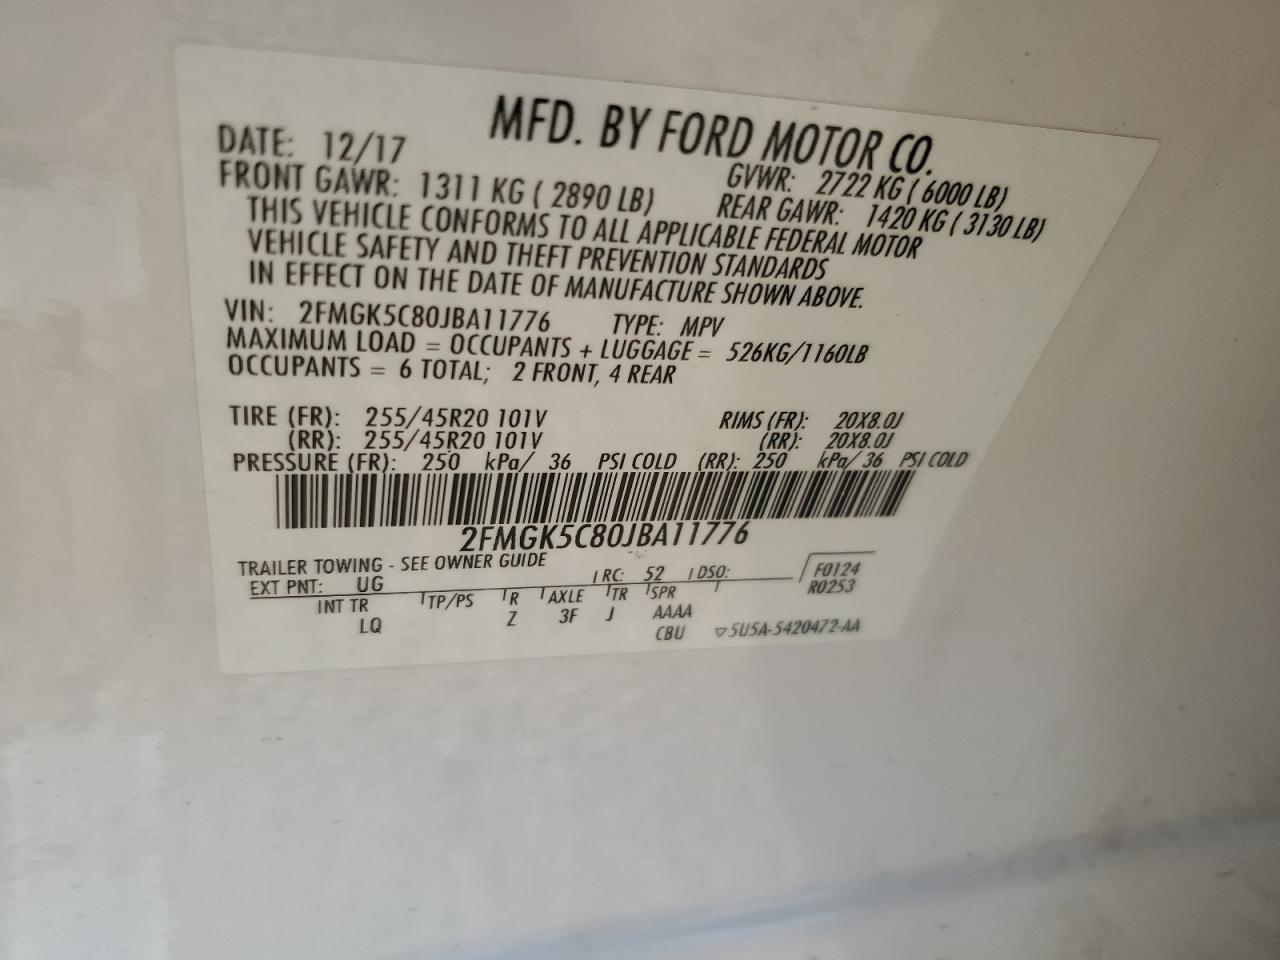 MFD. BY FORD MOTOR CO.
DATE: 12/17 GVWR: 2722 KG ( 6000 LB)
FRONT GAWR: 1311 KG ( 2890 LB) REAR GAWR: 1420 KG ( 3130 LB)
THIS VEHICLE CONFORMS TO ALL APPLICABLE FEDERAL MOTOR
VEHICLE SAFETY AND THEFT PREVENTION STANDARDS
IN EFFECT ON THE DATE OF MANUFACTURE SHOWN ABOVE.
VIN: 2FMGK5C80JBA11776 TYPE: MPV
MAXIMUM LOAD = OCCUPANTS + LUGGAGE = 526KG/1160LB
OCCUPANTS = 6 TOTAL; 2 FRONT, 4 REAR
TIRE (FR): 255/45R20 101V RIMS (FR): 20X8.0J
(RR): 255/45R20 101V (RR): 20X8.0J
PRESSURE (FR): 250 kPa/ 36 PSI COLD (RR): 250 kPa/ 36 PSI COLD
2FMGK5C80JBA11776
TRAILER TOWING - SEE OWNER GUIDE
EXT PNT: UG RC: 52 DSO: F0124
R0253
INT TR TP/PS R AXLE TR SPR
LQ Z 3F J AAAA
CBU ▽5U5A-5420472-AA